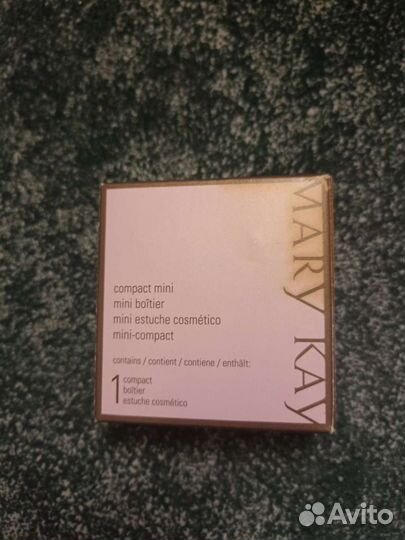 compact mini
mini boîtier
mini estuche cosmético
mini-compact
contains / contient / contiene / enthält:
1 compact
boîtier
estuche cosmético
MARY KAY
Avito